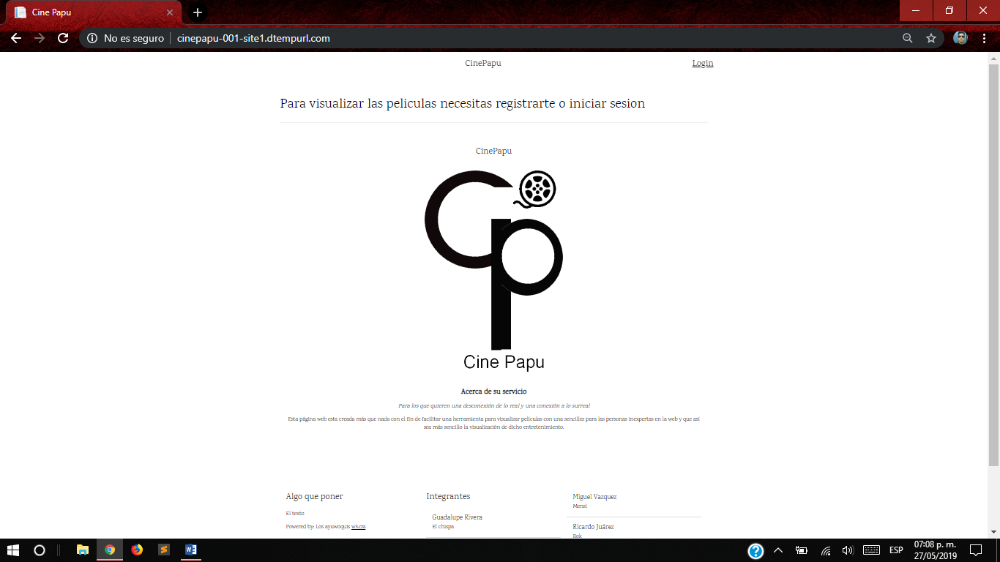 Cine Papu
No es seguro
cinepapu-001-site1.dtempurl.com
CinePapu
Login
Para visualizar las peliculas necesitas registrarte o iniciar sesion
CinePapu
Cine Papu
Acerca de su servicio
Para los que quieren una desconexión de lo real y una conexión a lo surreal
Esta página web esta creada más que nada con el fin de facilitar una herramienta para visualizar peliculas con una sencillez para las personas inexpertas en la web y que asi
sea más sencillo la visualización de dicho entretenimiento.
Algo que poner
El texto
Powered by: Los ayuwoquis w3.css
Integrantes
Guadalupe Rivera
El chispa
Miguel Vazquez
Mensi
Ricardo Juárez
Rok
ESP
07:08 p. m.
27/05/2019